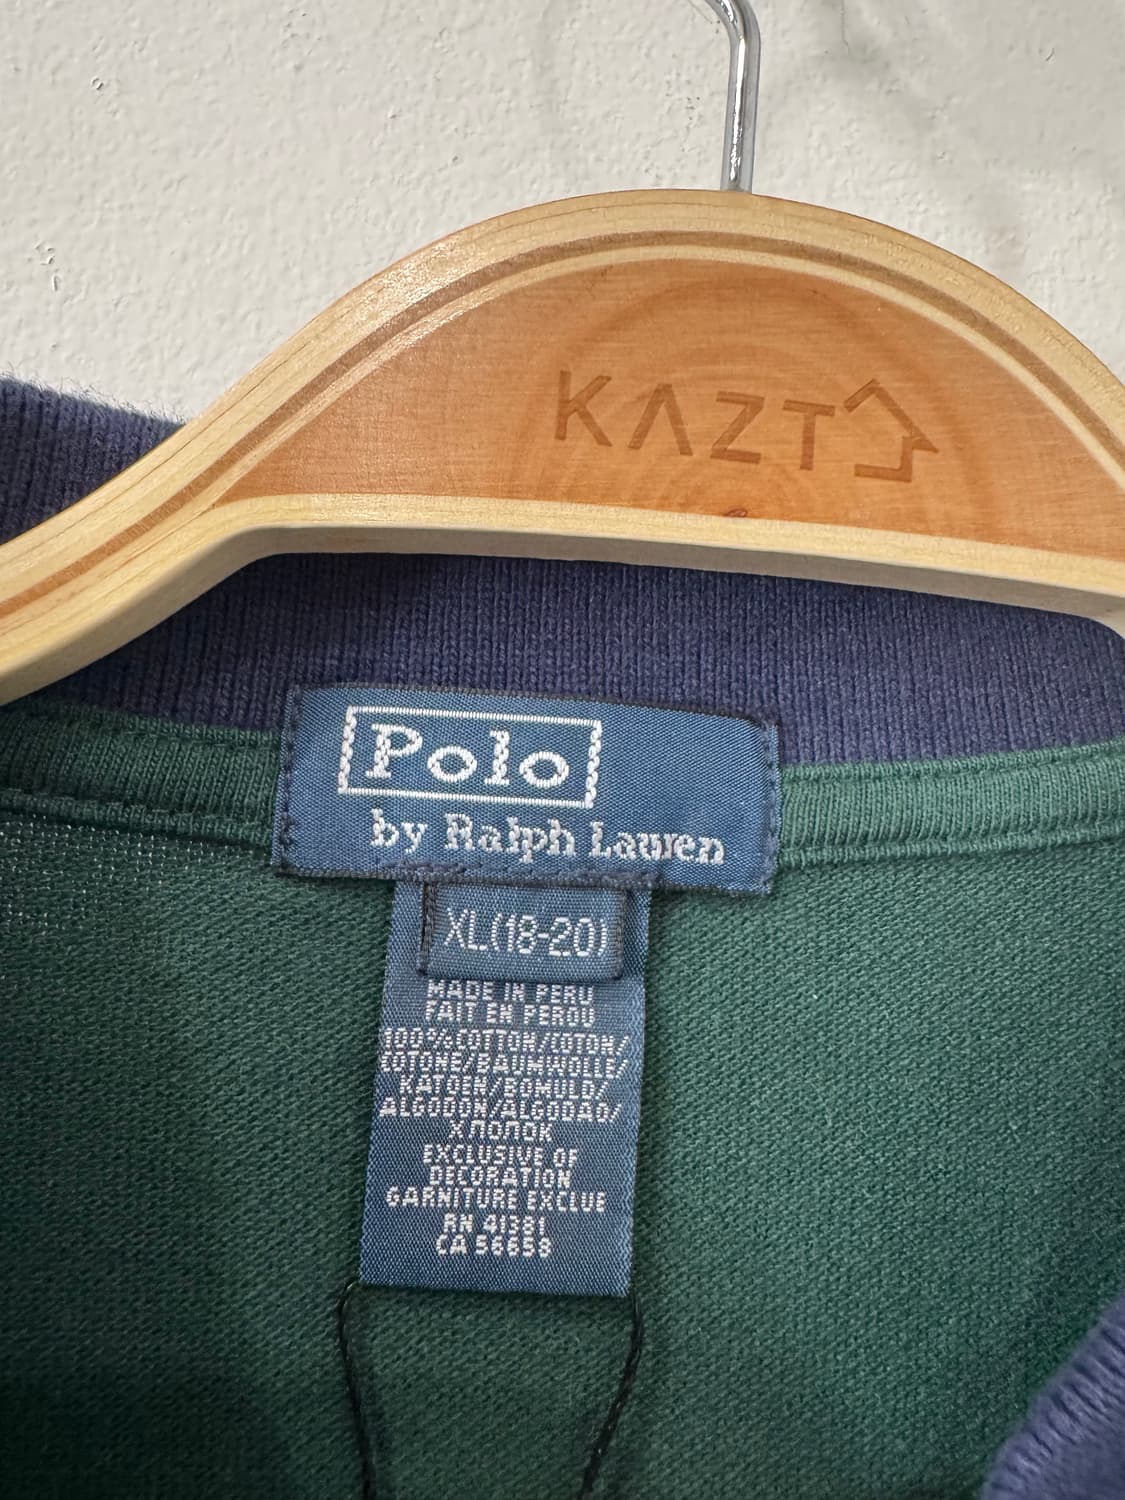 KAZT
Polo
by Ralph Lauren
XL(18-20)
MADE IN PERU
FAIT EN PEROU
100%COTTON/COTON/
COTONE/BAUMWOLLE/
KATOEN/BOMULD/
ALGODON/ALGODAO/
ХЛОПОК
EXCLUSIVE OF
DECORATION
GARNITURE EXCLUE
RN 41381
CA 56659